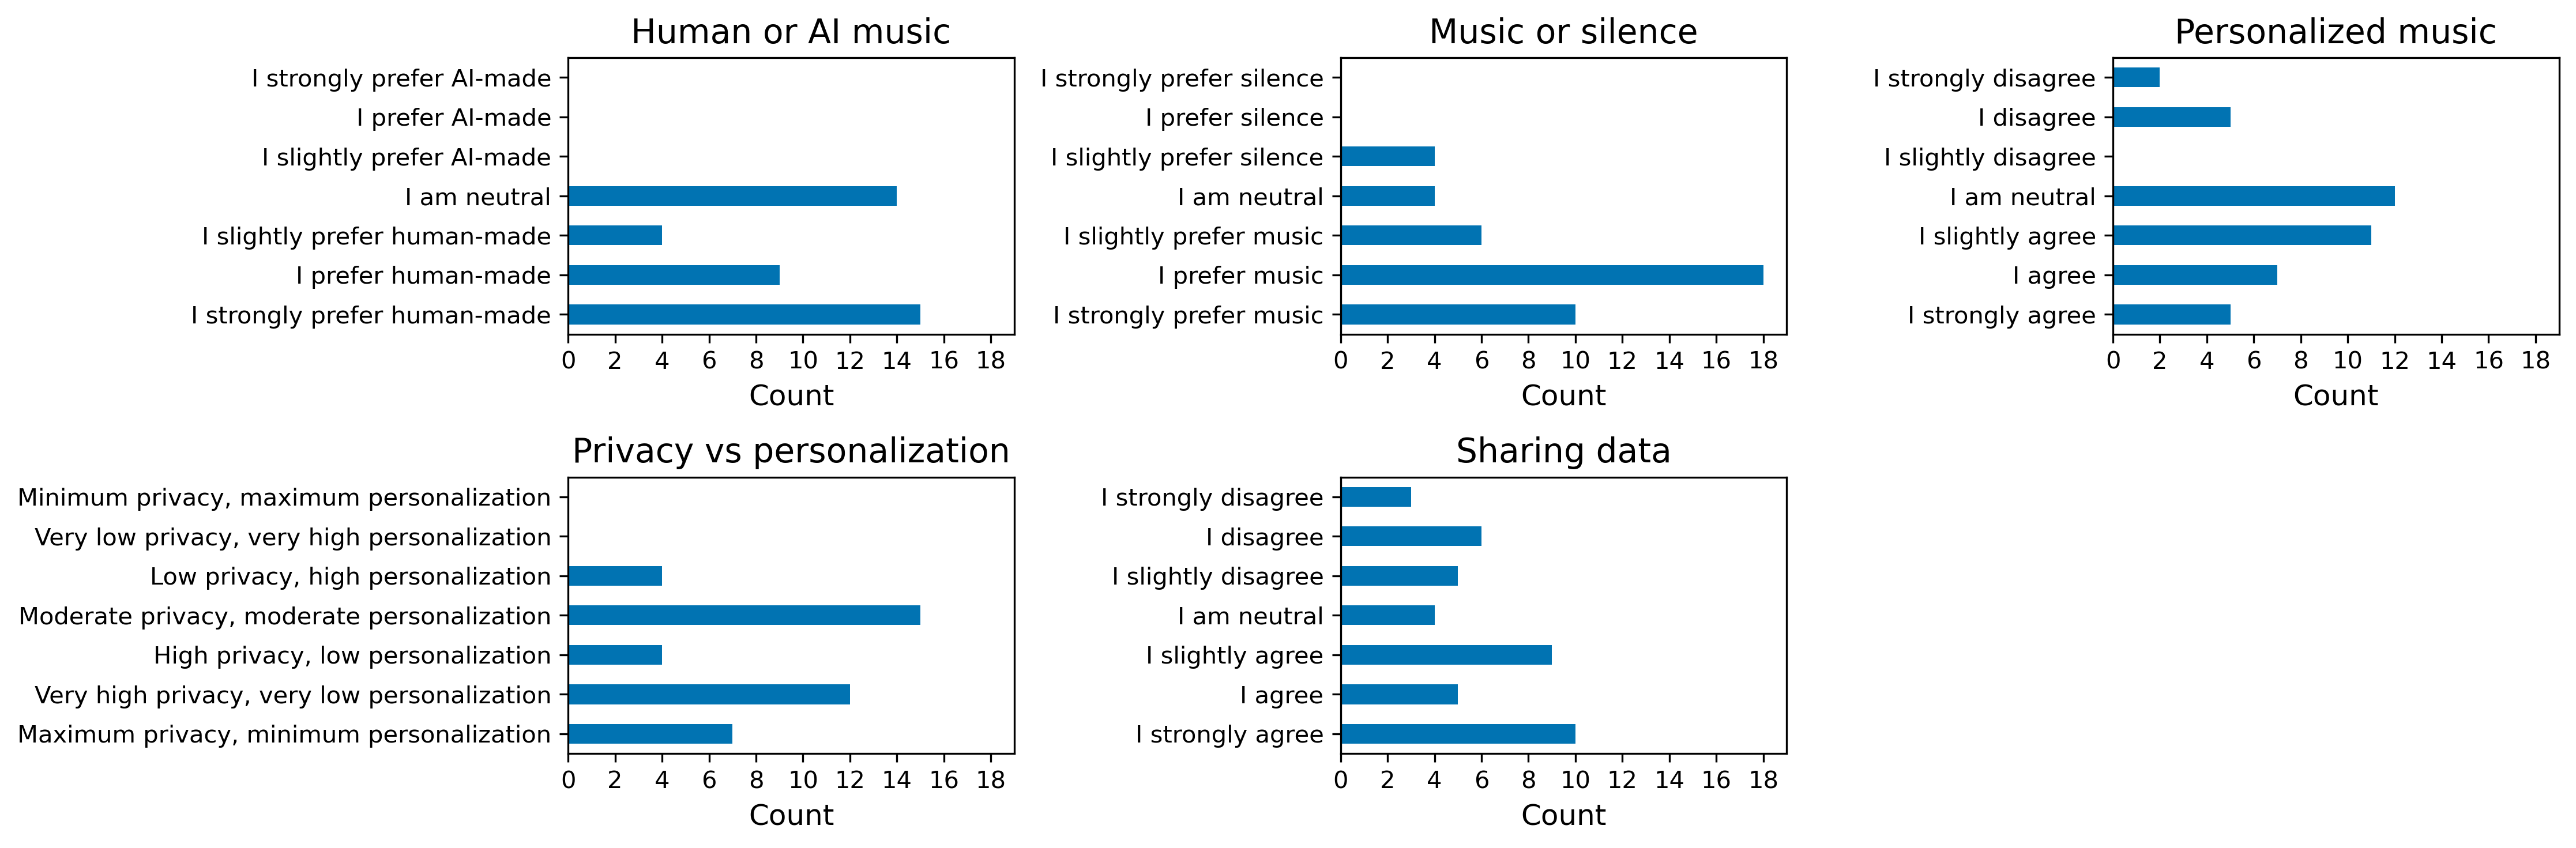 Human or AI music
I strongly prefer AI-made
I prefer AI-made
I slightly prefer AI-made
I am neutral
I slightly prefer human-made
I prefer human-made
I strongly prefer human-made
0 2 4 6 8 10 12 14 16 18
Count
Music or silence
I strongly prefer silence
I prefer silence
I slightly prefer silence
I am neutral
I slightly prefer music
I prefer music
I strongly prefer music
0 2 4 6 8 10 12 14 16 18
Count
Personalized music
I strongly disagree
I disagree
I slightly disagree
I am neutral
I slightly agree
I agree
I strongly agree
0 2 4 6 8 10 12 14 16 18
Count
Privacy vs personalization
Minimum privacy, maximum personalization
Very low privacy, very high personalization
Low privacy, high personalization
Moderate privacy, moderate personalization
High privacy, low personalization
Very high privacy, very low personalization
Maximum privacy, minimum personalization
0 2 4 6 8 10 12 14 16 18
Count
Sharing data
I strongly disagree
I disagree
I slightly disagree
I am neutral
I slightly agree
I agree
I strongly agree
0 2 4 6 8 10 12 14 16 18
Count